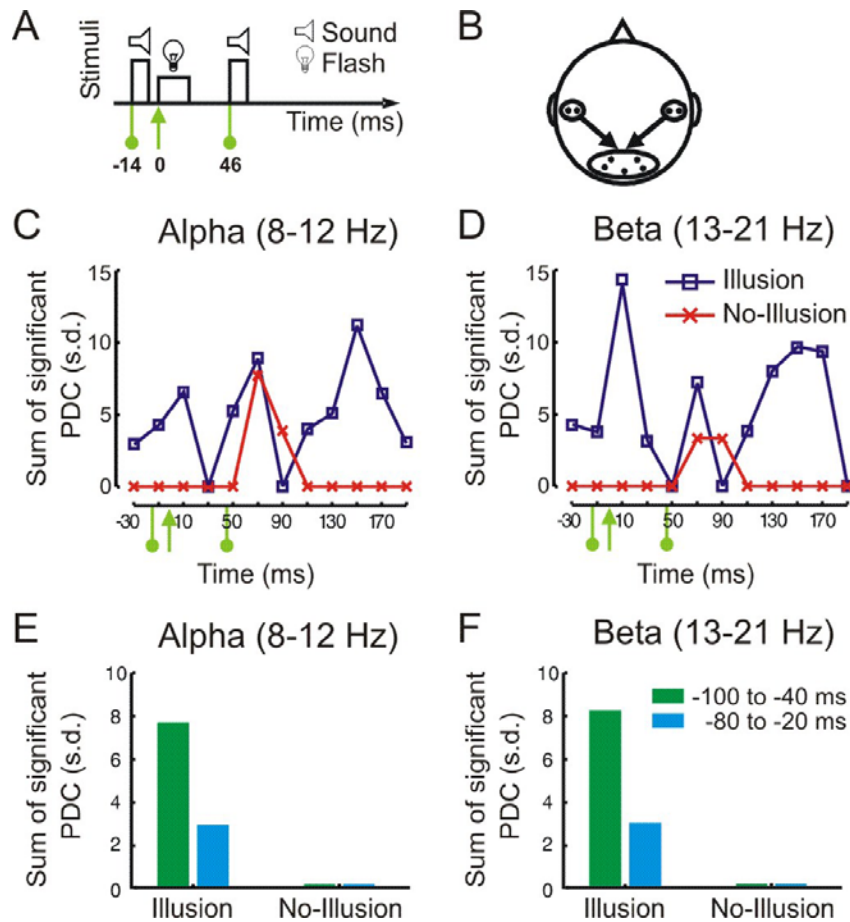 A
Stimuli
Sound
Flash
Time (ms)
-14 0 46
B
C Alpha (8-12 Hz)
Sum of significant
PDC (s.d.)
15
10
5
0
-30 -10 10 50 90 130 170
Time (ms)
D Beta (13-21 Hz)
Illusion
No-Illusion
Sum of significant
PDC (s.d.)
15
10
5
0
-30 10 50 90 130 170
Time (ms)
E Alpha (8-12 Hz)
Sum of significant
PDC (s.d.)
10
8
6
4
2
0
Illusion No-Illusion
F Beta (13-21 Hz)
-100 to -40 ms
-80 to -20 ms
Sum of significant
PDC (s.d.)
10
8
6
4
2
0
Illusion No-Illusion